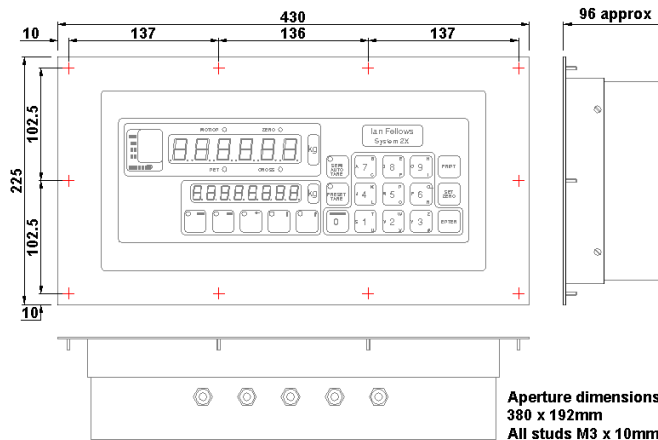 430
96 approx
10
137
136
137
102.5
225
102.5
10
MOTION
ZERO
kg
NET
GROSS
kg
Ian Fellows
System 2X
SEMI
AUTO
TARE
7
8
9
PRINT
PRESET
TARE
4
5
6
SET
ZERO
0
1
2
3
ENTER
Aperture dimensions
380 x 192mm
All studs M3 x 10mm